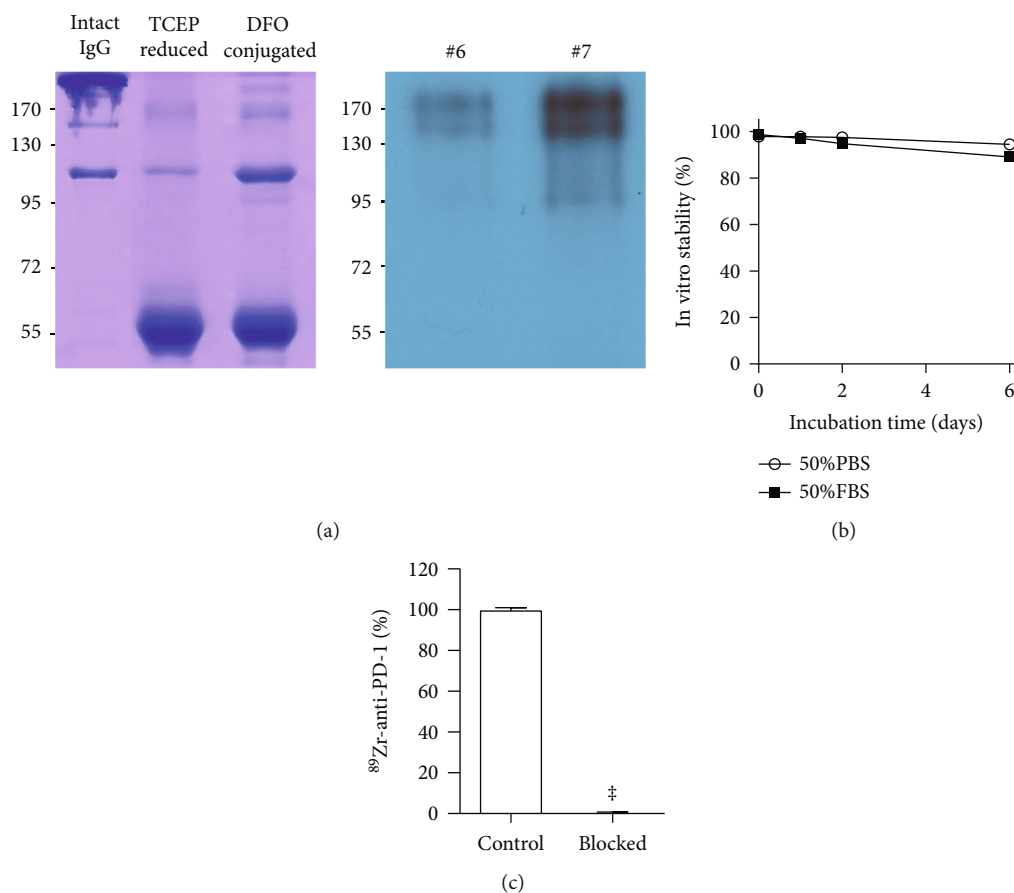 Intact
IgG
TCEP
reduced
DFO
conjugated
170
130
95
72
55
#6
#7
170
130
95
72
55
In vitro stability (%)
100
80
60
40
20
0
0
2
4
6
Incubation time (days)
50%PBS
50%FBS
(a)
(b)
⁸⁹Zr-anti-PD-1 (%)
120
100
80
60
40
20
0
‡
Control
Blocked
(c)